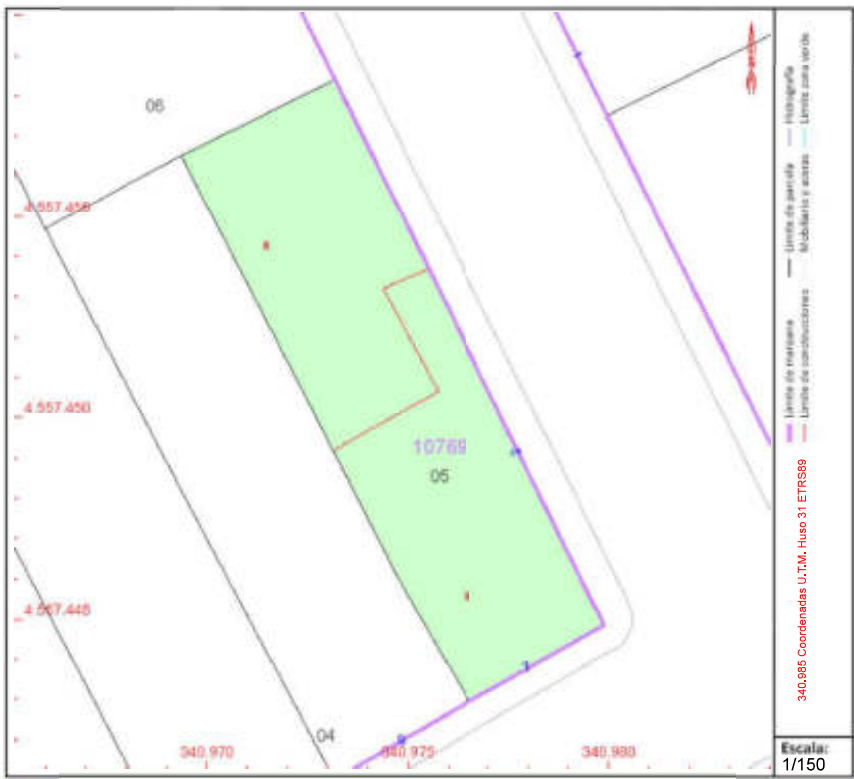 06
4.557.455
10769
05
4.557.450
4.557.445
04
340.970
340.975
340.980
Límite de manzana
Límite de construcciones
Límite de parcela
Mobiliario y aceras
Hidrografía
Límite zona verde
340.985 Coordenadas U.T.M. Huso 31 ETRS89
Escala:
1/150